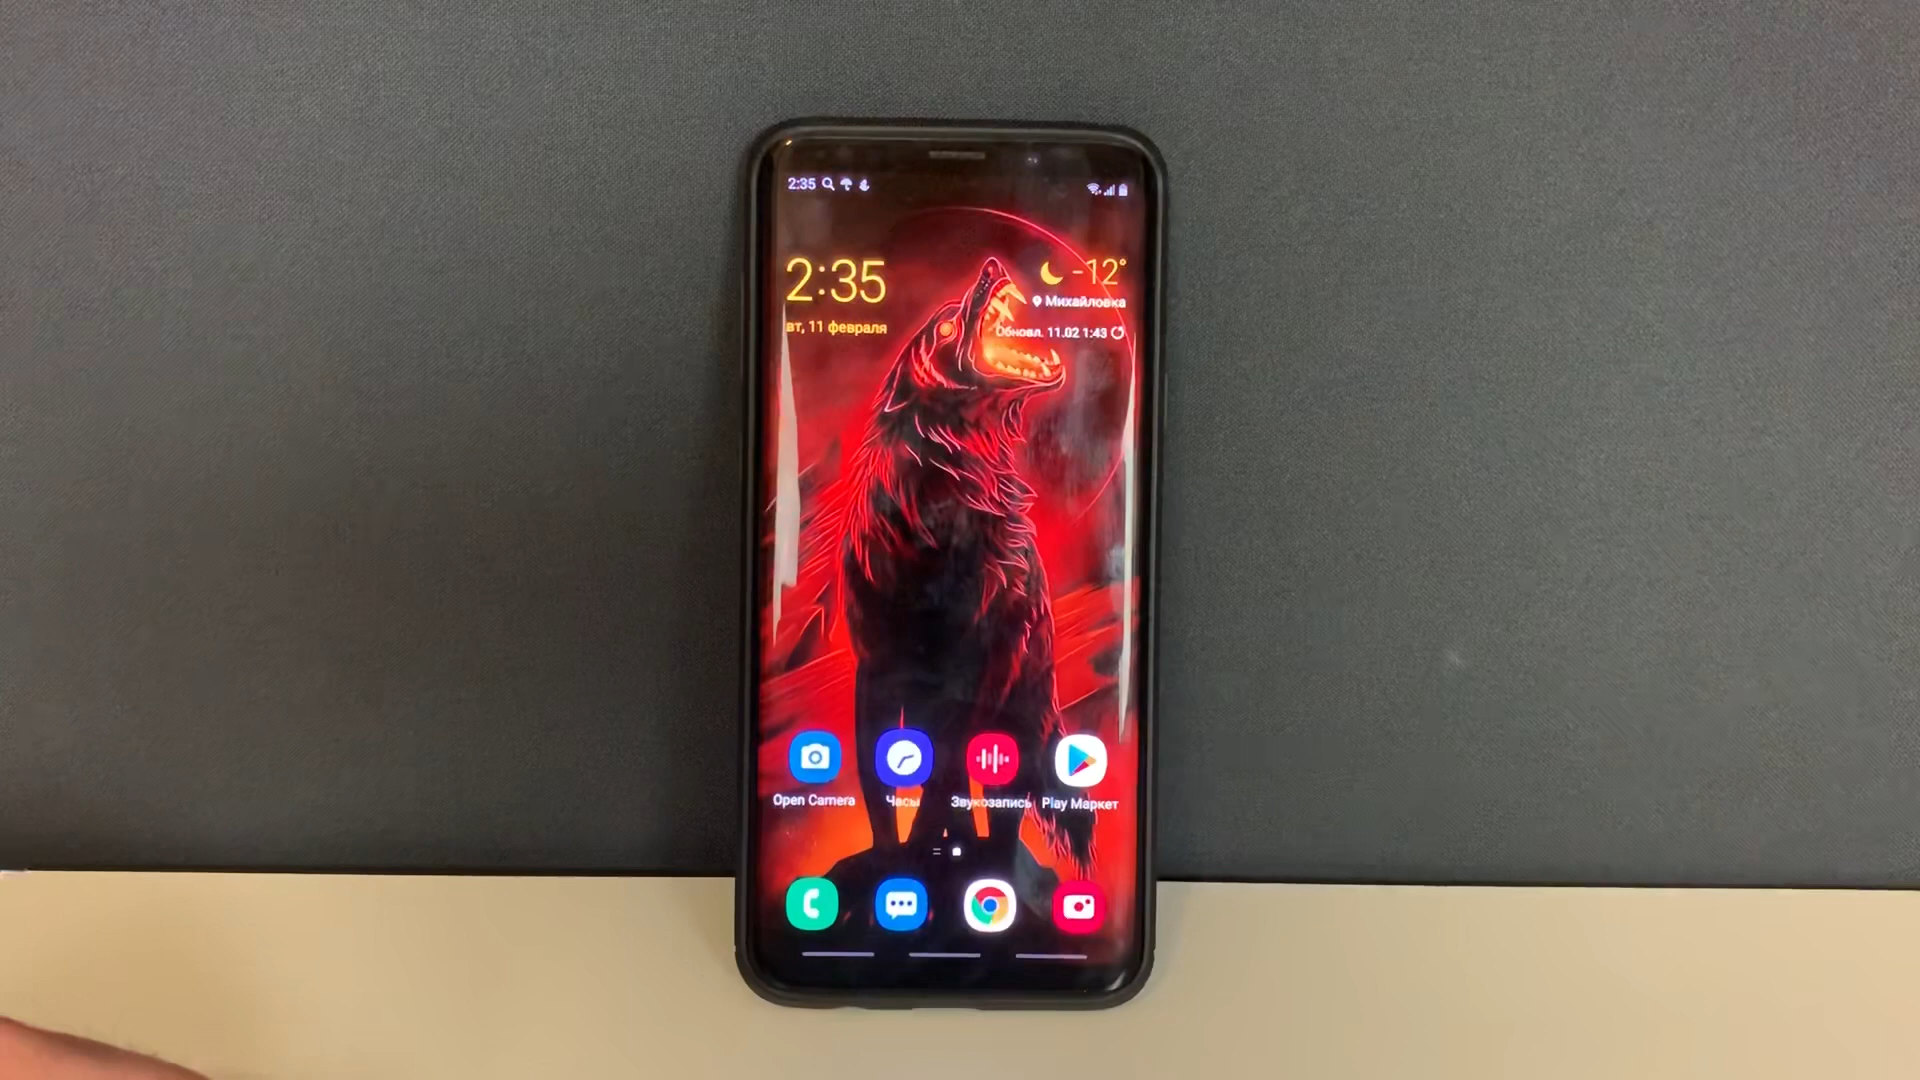 2:35
2:35
вт, 11 февраля
-12°
Михайловка
Обновл. 11.02 1:43
Open Camera
Часы
Звукозапись
Play Маркет